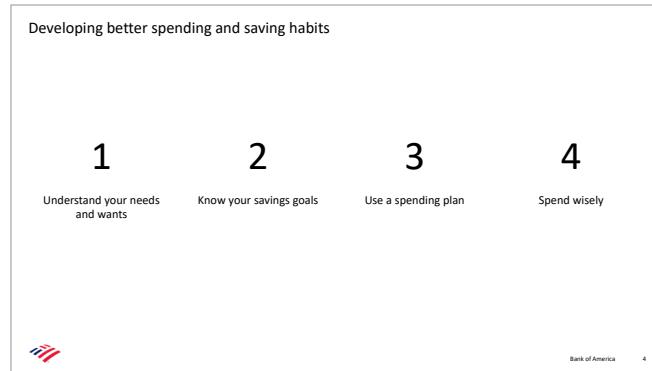 Developing better spending and saving habits
1
Understand your needs
and wants
2
Know your savings goals
3
Use a spending plan
4
Spend wisely
Bank of America
4